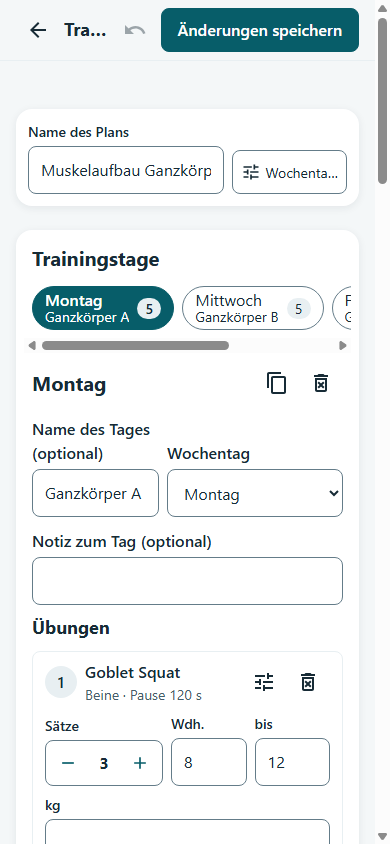 Tra...
Änderungen speichern
Name des Plans
Muskelaufbau Ganzkörp
Wochenta...
Trainingstage
Montag
Ganzkörper A
5
Mittwoch
Ganzkörper B
5
F
G
Montag
Name des Tages
(optional)
Wochentag
Ganzkörper A
Montag
Notiz zum Tag (optional)
Übungen
1
Goblet Squat
Beine · Pause 120 s
Sätze
Wdh.
bis
3
8
12
kg